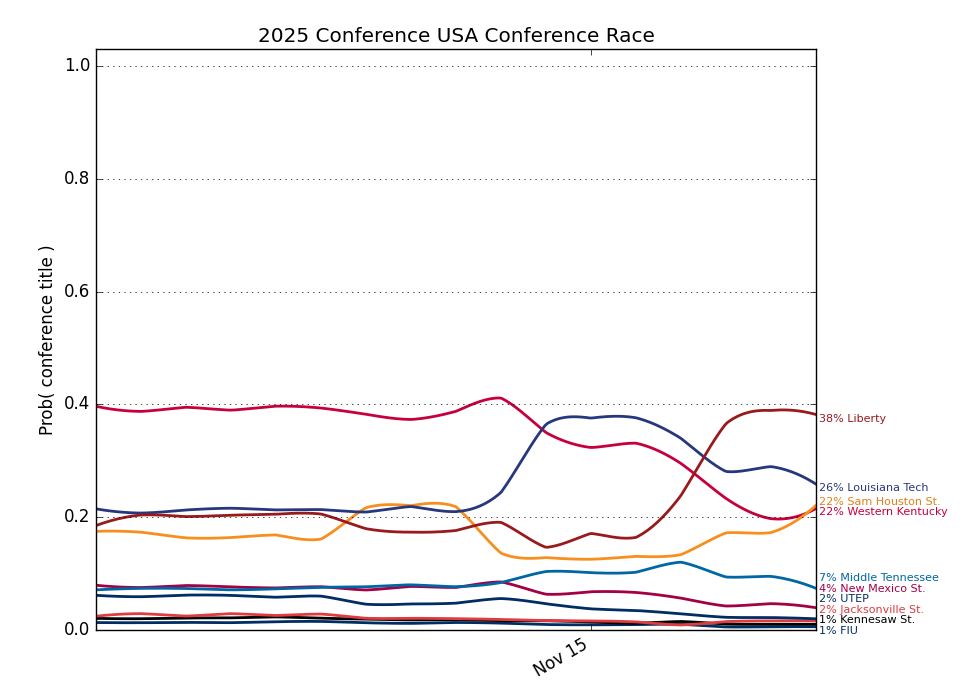 2025 Conference USA Conference Race
1.0
0.8
0.6
0.4
0.2
0.0
Prob( conference title )
Nov 15
38% Liberty
26% Louisiana Tech
22% Sam Houston St.
22% Western Kentucky
7% Middle Tennessee
4% New Mexico St.
2% UTEP
2% Jacksonville St.
1% Kennesaw St.
1% FIU